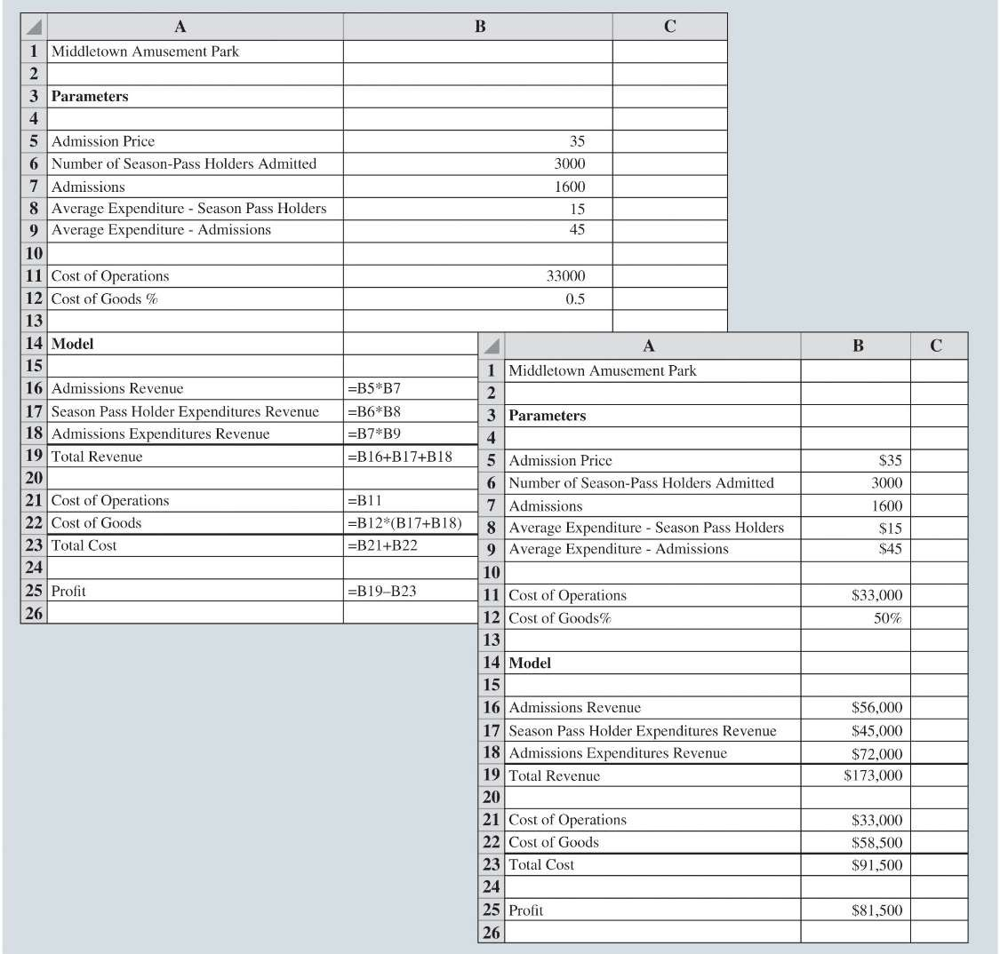 A B C
1 Middletown Amusement Park
2
3 Parameters
4
5 Admission Price 35
6 Number of Season-Pass Holders Admitted 3000
7 Admissions 1600
8 Average Expenditure - Season Pass Holders 15
9 Average Expenditure - Admissions 45
10
11 Cost of Operations 33000
12 Cost of Goods % 0.5
13
14 Model
15
16 Admissions Revenue =B5*B7
17 Season Pass Holder Expenditures Revenue =B6*B8
18 Admissions Expenditures Revenue =B7*B9
19 Total Revenue =B16+B17+B18
20
21 Cost of Operations =B11
22 Cost of Goods =B12*(B17+B18)
23 Total Cost =B21+B22
24
25 Profit =B19–B23
26
A B C
1 Middletown Amusement Park
2
3 Parameters
4
5 Admission Price $35
6 Number of Season-Pass Holders Admitted 3000
7 Admissions 1600
8 Average Expenditure - Season Pass Holders $15
9 Average Expenditure - Admissions $45
10
11 Cost of Operations $33,000
12 Cost of Goods% 50%
13
14 Model
15
16 Admissions Revenue $56,000
17 Season Pass Holder Expenditures Revenue $45,000
18 Admissions Expenditures Revenue $72,000
19 Total Revenue $173,000
20
21 Cost of Operations $33,000
22 Cost of Goods $58,500
23 Total Cost $91,500
24
25 Profit $81,500
26